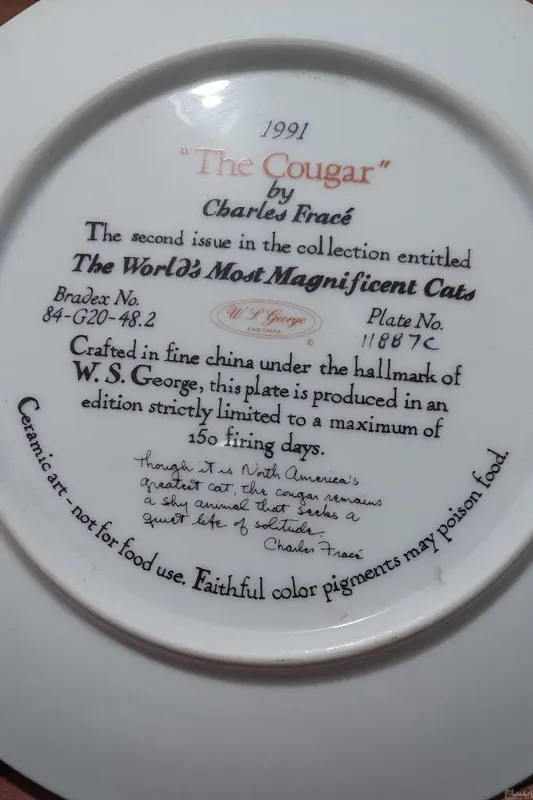 1991
"The Cougar"
by
Charles Fracé
The second issue in the collection entitled
The World's Most Magnificent Cats
Bradex No.
84-G20-48.2
W S George
FINE CHINA
©
Plate No.
1187C
Crafted in fine china under the hallmark of
W. S. George, this plate is produced in an
edition strictly limited to a maximum of
150 firing days.
Though it is North America's
greatest cat, the cougar remains
a shy animal that seeks a
quiet life of solitude.
Charles Fracé
Ceramic art - not for food use. Faithful color pigments may poison food.